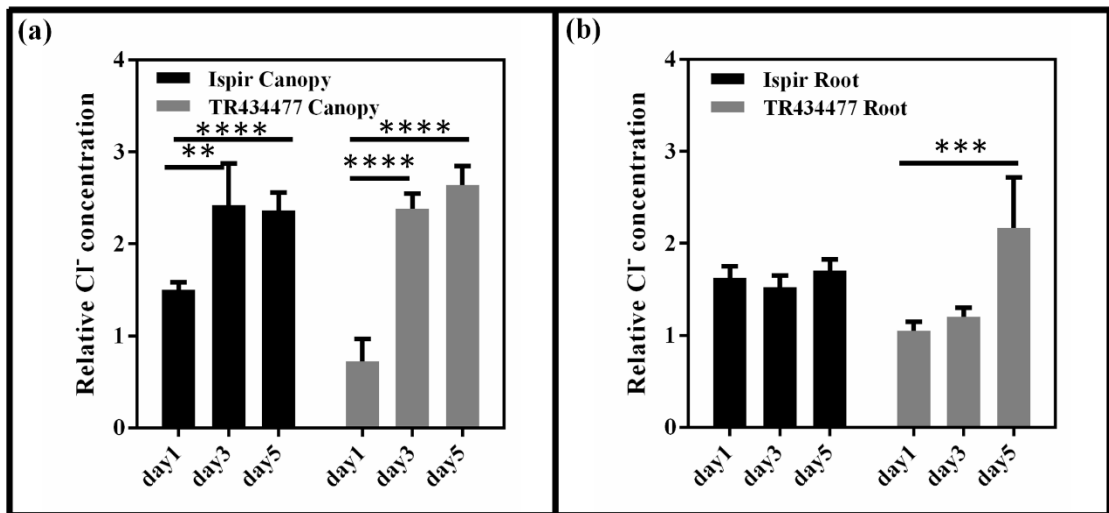 (a)
4
Ispir Canopy
TR434477 Canopy
****
****
3
**
****
2
1
0
Relative Cl⁻ concentration
day1 day3 day5 day1 day3 day5
(b)
4
Ispir Root
TR434477 Root
3
***
2
1
0
Relative Cl⁻ concentration
day1 day3 day5 day1 day3 day5